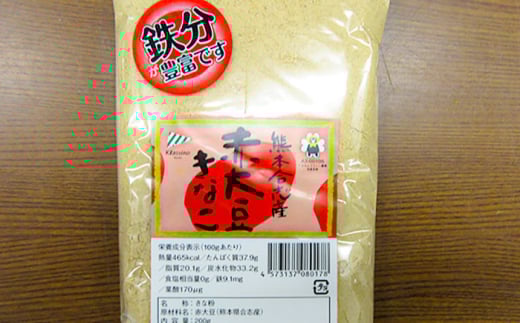 鉄分
豊富です
熊本合志産
赤大豆
きなこ
栄養成分表示(100gあたり)
熱量465kcal/たんぱく質37.9g
/脂質20.1g/炭水化物33.2g
/食塩相当量0g/鉄9.1mg
/葉酸170μg
4573137080178
名称:きな粉
原材料名:赤大豆(熊本県合志産)
内容量:200g